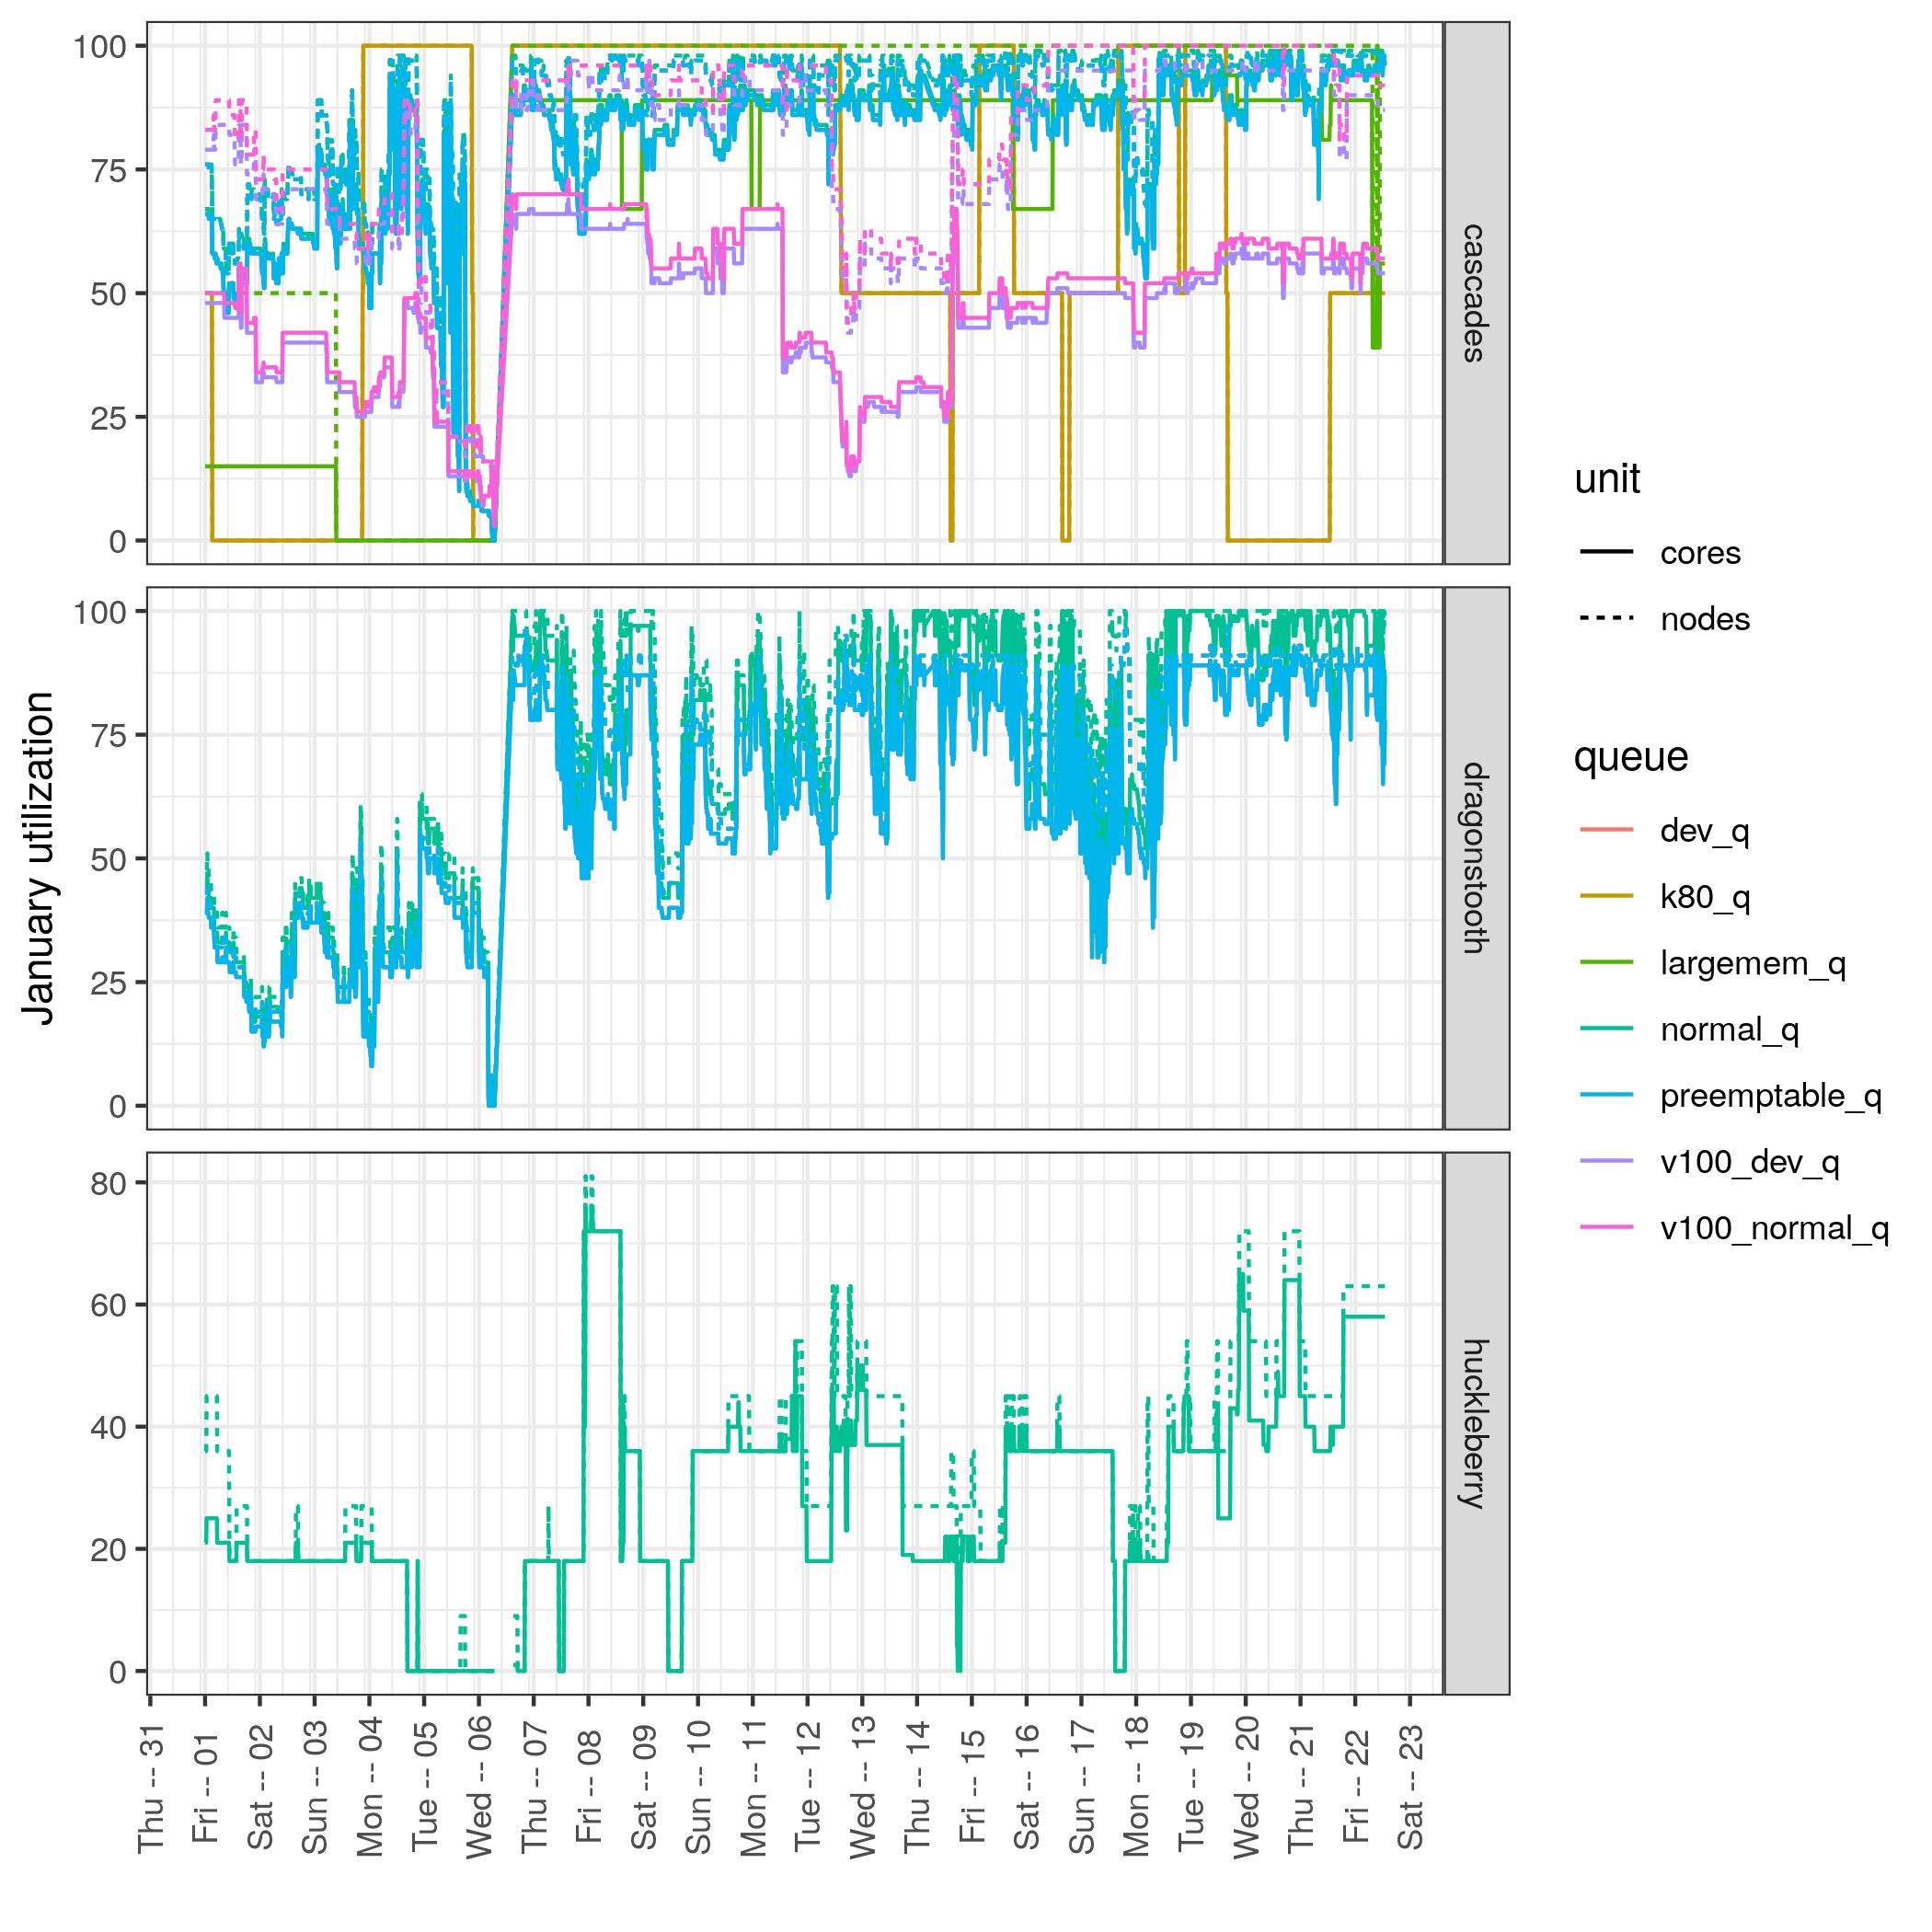 January utilization
100
75
50
25
0
cascades
100
75
50
25
0
dragonstooth
80
60
40
20
0
huckleberry
Thu -- 31
Fri -- 01
Sat -- 02
Sun -- 03
Mon -- 04
Tue -- 05
Wed -- 06
Thu -- 07
Fri -- 08
Sat -- 09
Sun -- 10
Mon -- 11
Tue -- 12
Wed -- 13
Thu -- 14
Fri -- 15
Sat -- 16
Sun -- 17
Mon -- 18
Tue -- 19
Wed -- 20
Thu -- 21
Fri -- 22
Sat -- 23
unit
cores
nodes
queue
dev_q
k80_q
largemem_q
normal_q
preemptable_q
v100_dev_q
v100_normal_q